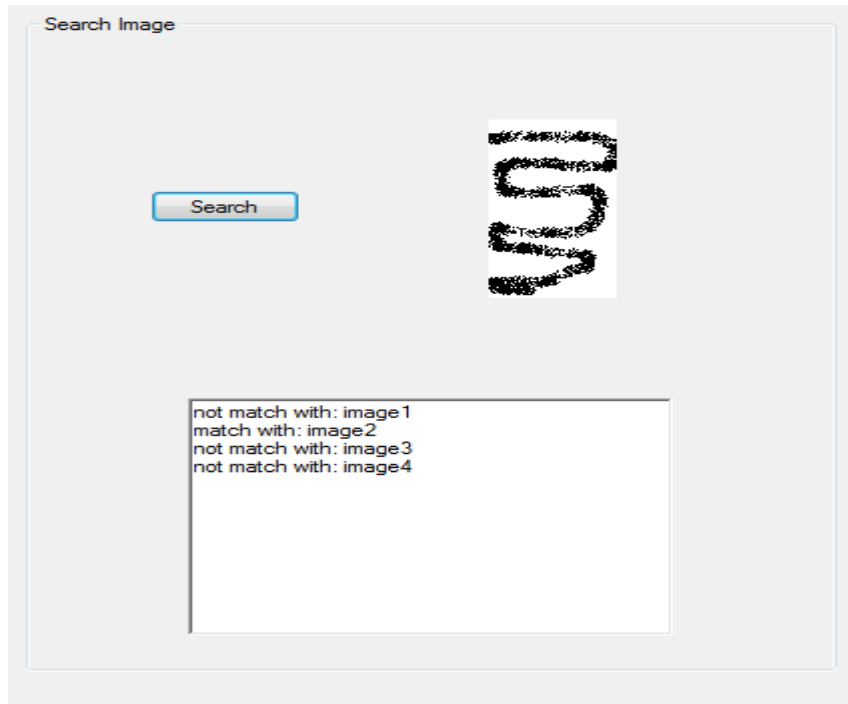 Search Image
Search
not match with: image1
match with: image2
not match with: image3
not match with: image4